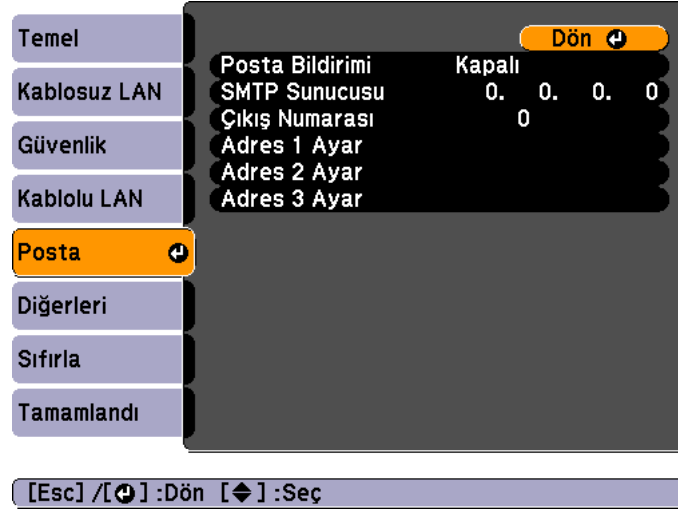 Temel
Kablosuz LAN
Güvenlik
Kablolu LAN
Posta
Diğerleri
Sıfırla
Tamamlandı
Dön
Posta Bildirimi Kapalı
SMTP Sunucusu 0. 0. 0. 0
Çıkış Numarası 0
Adres 1 Ayar
Adres 2 Ayar
Adres 3 Ayar
[Esc] /[⏎] :Dön [◆] :Seç